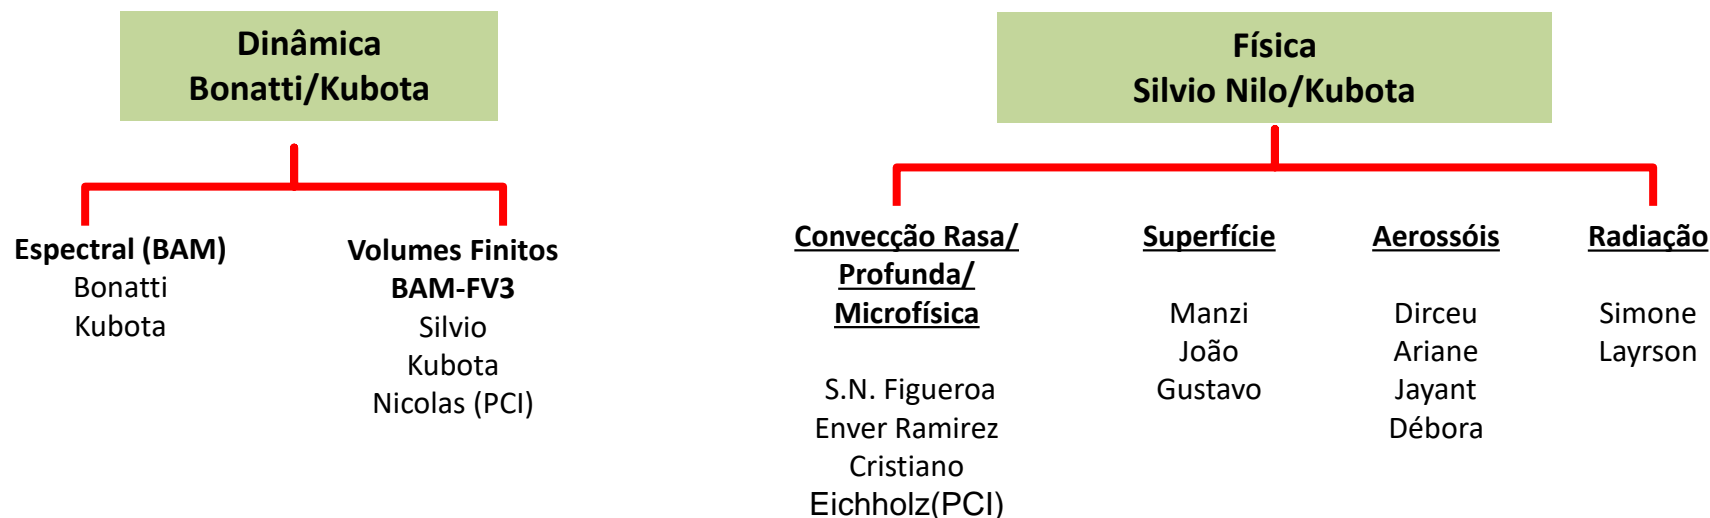 Dinâmica
Bonatti/Kubota
Física
Silvio Nilo/Kubota
Espectral (BAM)
Bonatti
Kubota
Volumes Finitos
BAM-FV3
Silvio
Kubota
Nicolas (PCI)
Convecção Rasa/
Profunda/
Microfísica
S.N. Figueroa
Enver Ramirez
Cristiano
Eichholz(PCI)
Superfície
Manzi
João
Gustavo
Aerossóis
Dirceu
Ariane
Jayant
Débora
Radiação
Simone
Layrson